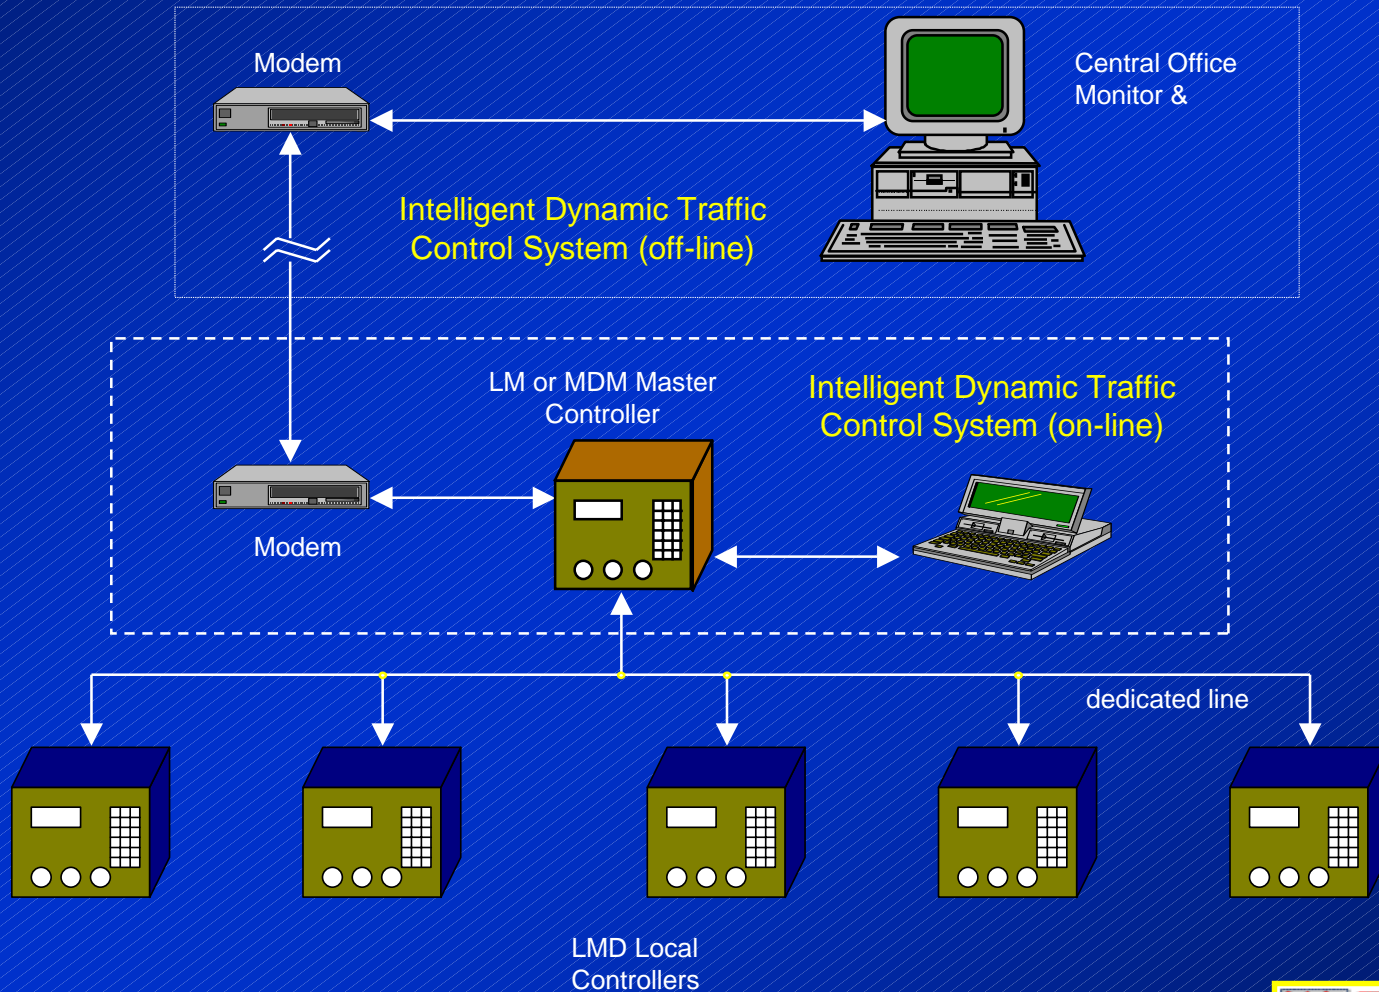 Modem
Central Office
Monitor &
Intelligent Dynamic Traffic
Control System (off-line)
LM or MDM Master
Controller
Intelligent Dynamic Traffic
Control System (on-line)
Modem
dedicated line
LMD Local
Controllers